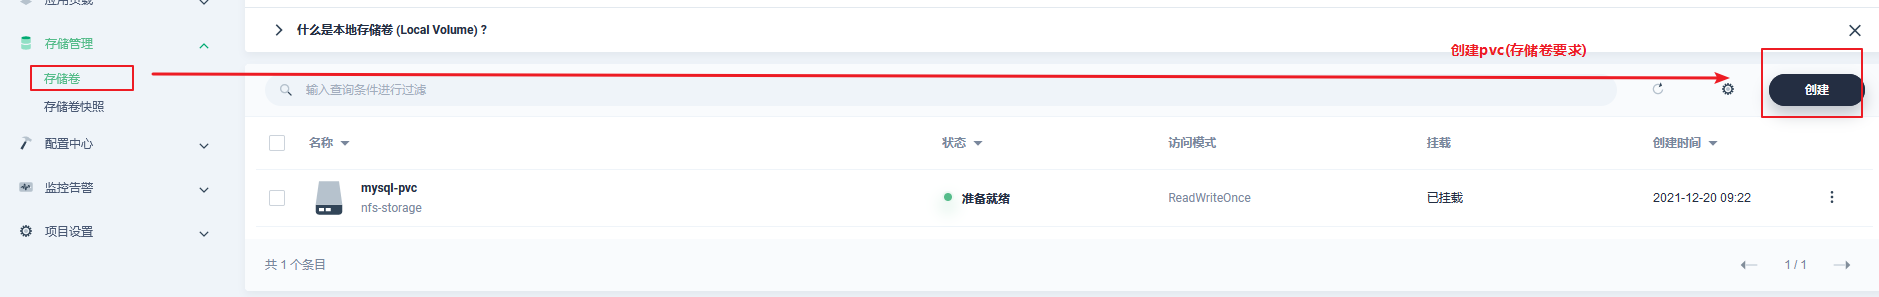 应用负载
存储管理
存储卷
存储卷快照
配置中心
监控告警
项目设置
什么是本地存储卷 (Local Volume) ?
创建pvc(存储卷要求)
输入查询条件进行过滤
创建
名称 状态 访问模式 挂载 创建时间
mysql-pvc
nfs-storage
准备就绪 ReadWriteOnce 已挂载 2021-12-20 09:22
共 1 个条目
1 / 1